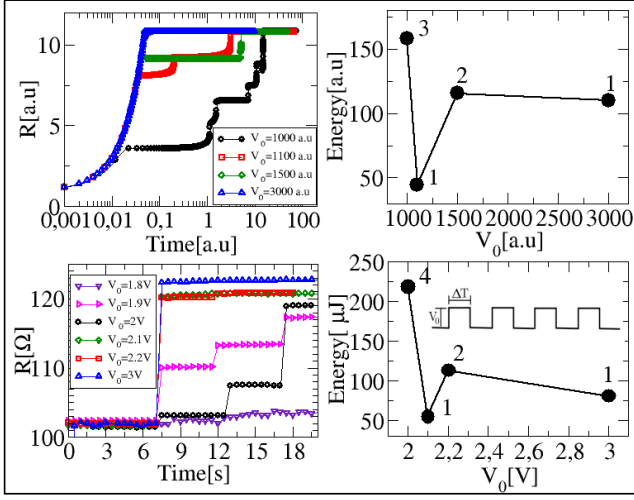 R[a.u]
10
5
0
0,001
0,01
0,1
1
10
100
Time[a.u]
V₀=1000 a.u
V₀=1100 a.u
V₀=1500 a.u
V₀=3000 a.u
Energy[a.u]
150
100
50
1000
1500
2000
2500
3000
V₀[a.u]
3
1
2
1
R[Ω]
120
110
100
0
3
6
9
12
15
18
Time[s]
V₀=1.8V
V₀=1.9V
V₀=2V
V₀=2.1V
V₀=2.2V
V₀=3V
Energy[ μJ]
250
200
150
100
50
2
2,2
2,4
2,6
2,8
3
V₀[V]
4
1
2
1
ΔT
V₀